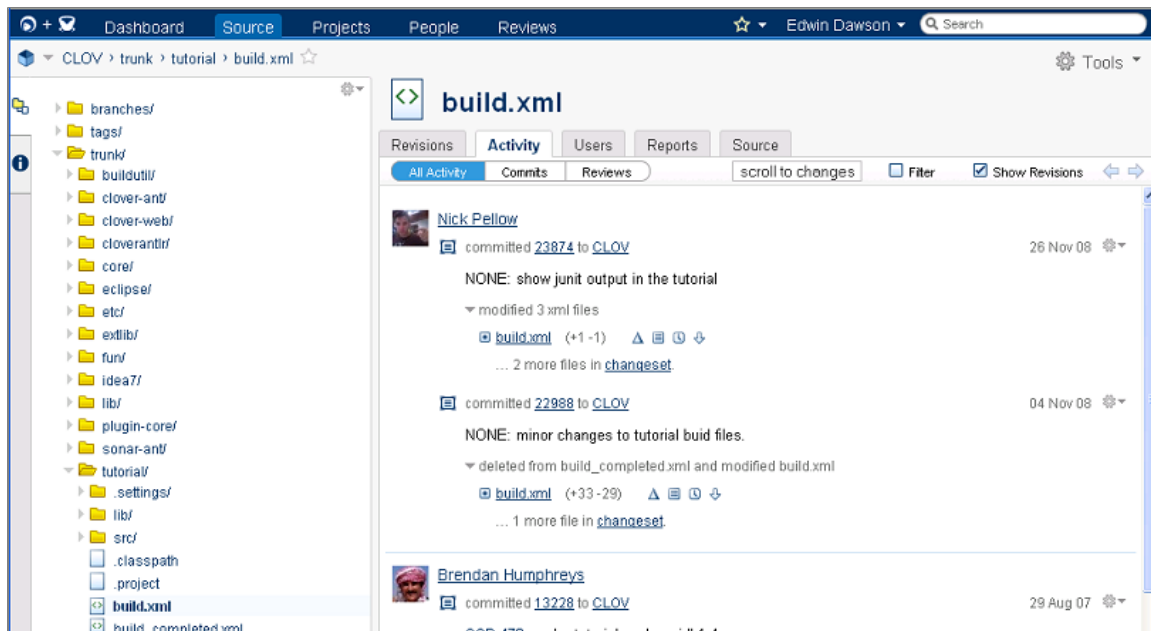 + Dashboard Source Projects People Reviews Edwin Dawson Search
CLOV › trunk › tutorial › build.xml
Tools
branches/
tags/
trunk/
buildutil/
clover-ant/
clover-web/
cloverantlr/
core/
eclipse/
etc/
extlib/
fun/
idea7/
lib/
plugin-core/
sonar-ant/
tutorial/
.settings/
lib/
src/
.classpath
.project
build.xml
build_completed.xml
build.xml
Revisions Activity Users Reports Source
All Activity Commits Reviews scroll to changes Filter Show Revisions
Nick Pellow
committed 23874 to CLOV 26 Nov 08
NONE: show junit output in the tutorial
modified 3 xml files
build.xml (+1 -1)
... 2 more files in changeset.
committed 22988 to CLOV 04 Nov 08
NONE: minor changes to tutorial buid files.
deleted from build_completed.xml and modified build.xml
build.xml (+33 -29)
... 1 more file in changeset.
Brendan Humphreys
committed 13228 to CLOV 29 Aug 07